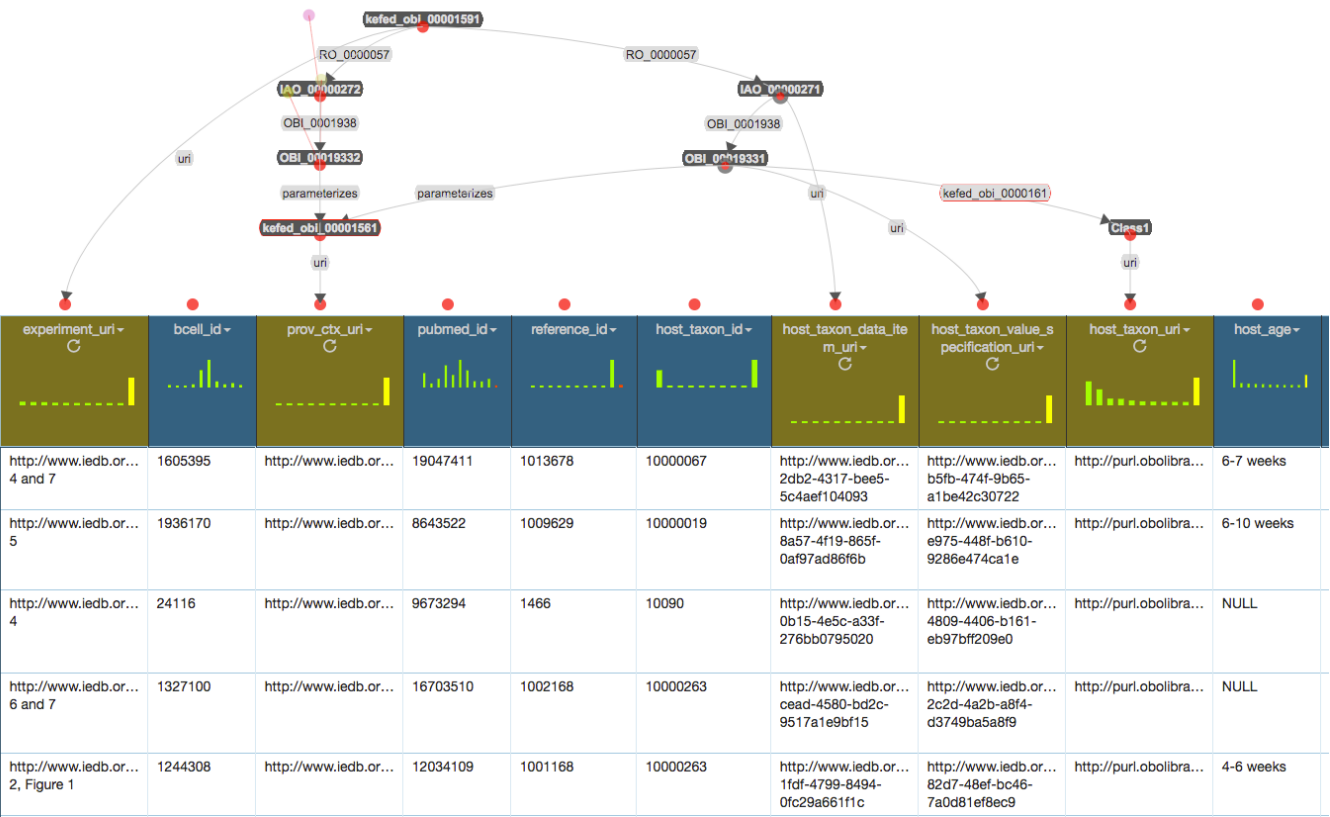 kefed_obi_00001591
RO_0000057
RO_0000057
IAO_00000272
IAO_00000271
OBI_0001938
OBI_0001938
uri
OBI_00019332
OBI_00019331
parameterizes
parameterizes
uri
kefed_obi_0000161
kefed_obi_00001561
uri
Class1
uri
uri
experiment_uri
bcell_id
prov_ctx_uri
pubmed_id
reference_id
host_taxon_id
host_taxon_data_ite
m_uri
host_taxon_value_s
pecification_uri
host_taxon_uri
host_age
http://www.iedb.or...
4 and 7
1605395
http://www.iedb.or...
19047411
1013678
10000067
http://www.iedb.or...
2db2-4317-bee5-
5c4aef104093
http://www.iedb.or...
b5fb-474f-9b65-
a1be42c30722
http://purl.obolibra...
6-7 weeks
http://www.iedb.or...
5
1936170
http://www.iedb.or...
8643522
1009629
10000019
http://www.iedb.or...
8a57-4f19-865f-
0af97ad86f6b
http://www.iedb.or...
e975-448f-b610-
9286e474ca1e
http://purl.obolibra...
6-10 weeks
http://www.iedb.or...
4
24116
http://www.iedb.or...
9673294
1466
10090
http://www.iedb.or...
0b15-4e5c-a33f-
276bb0795020
http://www.iedb.or...
4809-4406-b161-
eb97bff209e0
http://purl.obolibra...
NULL
http://www.iedb.or...
6 and 7
1327100
http://www.iedb.or...
16703510
1002168
10000263
http://www.iedb.or...
cead-4580-bd2c-
9517a1e9bf15
http://www.iedb.or...
2c2d-4a2b-a8f4-
d3749ba5a8f9
http://purl.obolibra...
NULL
http://www.iedb.or...
2, Figure 1
1244308
http://www.iedb.or...
12034109
1001168
10000263
http://www.iedb.or...
1fdf-4799-8494-
0fc29a661f1c
http://www.iedb.or...
82d7-48ef-bc46-
7a0d81ef8ec9
http://purl.obolibra...
4-6 weeks